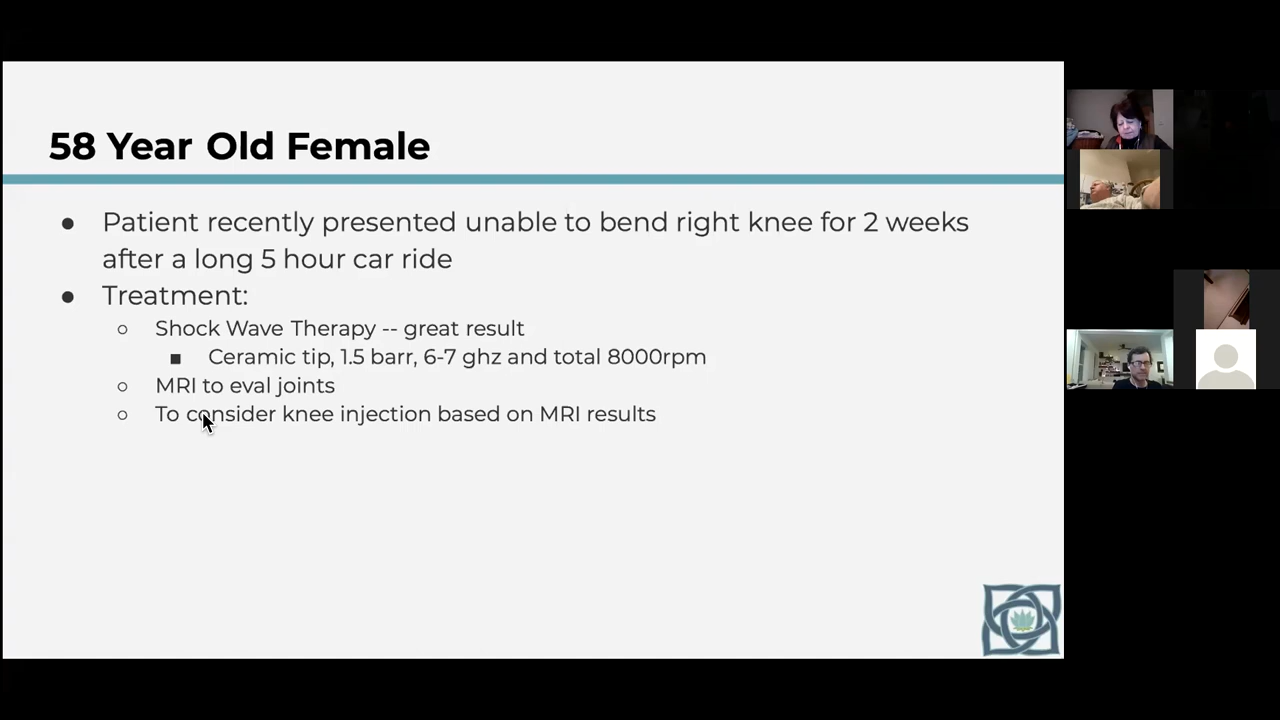 58 Year Old Female
● Patient recently presented unable to bend right knee for 2 weeks
after a long 5 hour car ride
● Treatment:
○ Shock Wave Therapy -- great result
■ Ceramic tip, 1.5 barr, 6-7 ghz and total 8000rpm
○ MRI to eval joints
○ To consider knee injection based on MRI results